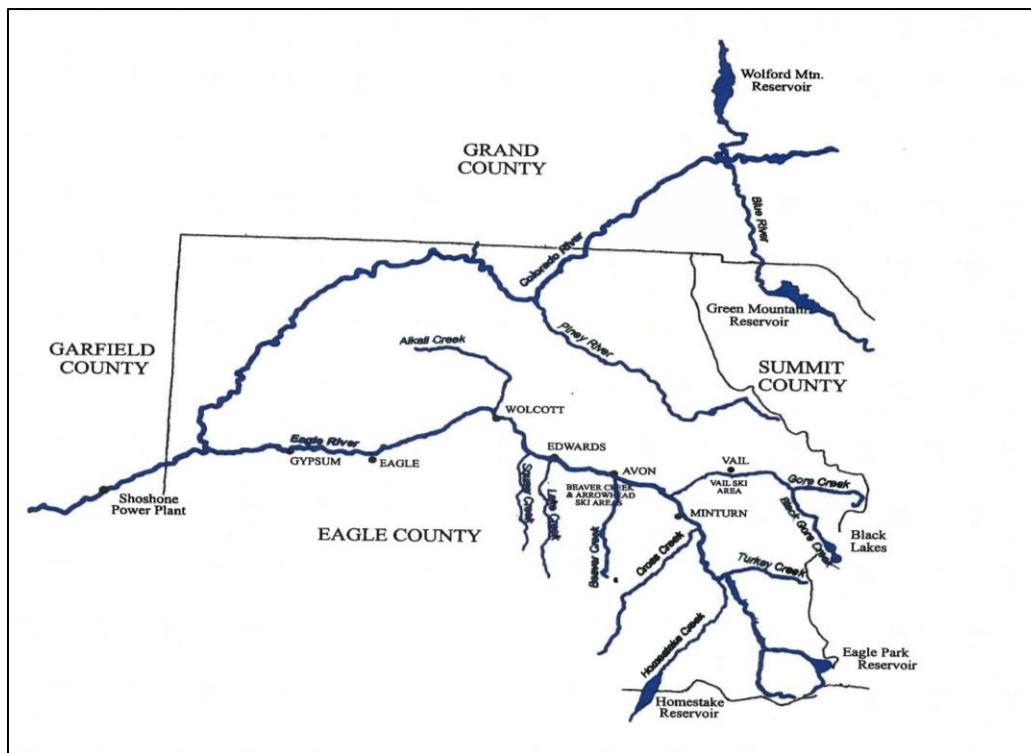 Wolford Mtn.
Reservoir
GRAND
COUNTY
Blue River
Colorado River
Green Mountain
Reservoir
Piney River
Alkali Creek
GARFIELD
COUNTY
SUMMIT
COUNTY
WOLCOTT
Eagle River
EDWARDS
GYPSUM
EAGLE
AVON
VAIL
VAIL SKI
AREA
Gore Creek
Squaw Creek
Lake Creek
BEAVER CREEK
& ARROWHEAD
SKI AREAS
Shoshone
Power Plant
MINTURN
Black Gore Creek
Black
Lakes
EAGLE COUNTY
Beaver Creek
Cross Creek
Turkey Creek
Homestake Creek
Eagle Park
Reservoir
Homestake
Reservoir